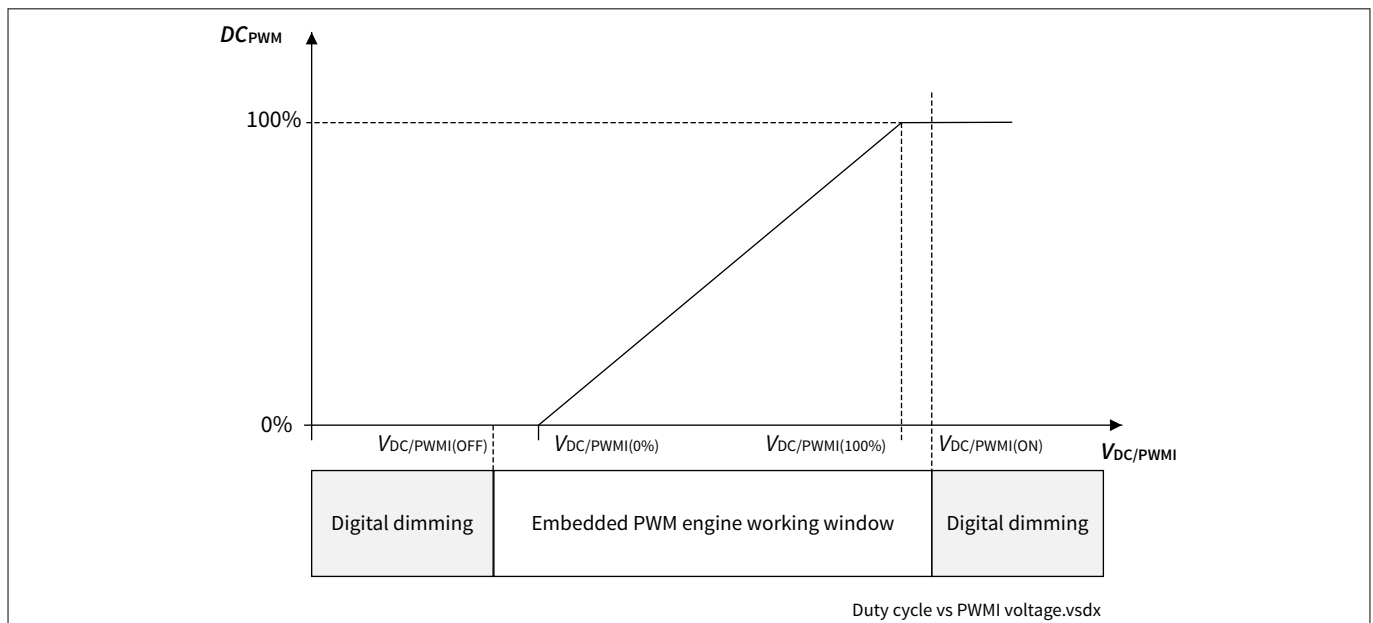 DCPWM
100%
0%
VDC/PWMI(OFF) VDC/PWMI(0%) VDC/PWMI(100%) VDC/PWMI(ON)
VDC/PWMI
Digital dimming Embedded PWM engine working window Digital dimming
Duty cycle vs PWMI voltage.vsdx